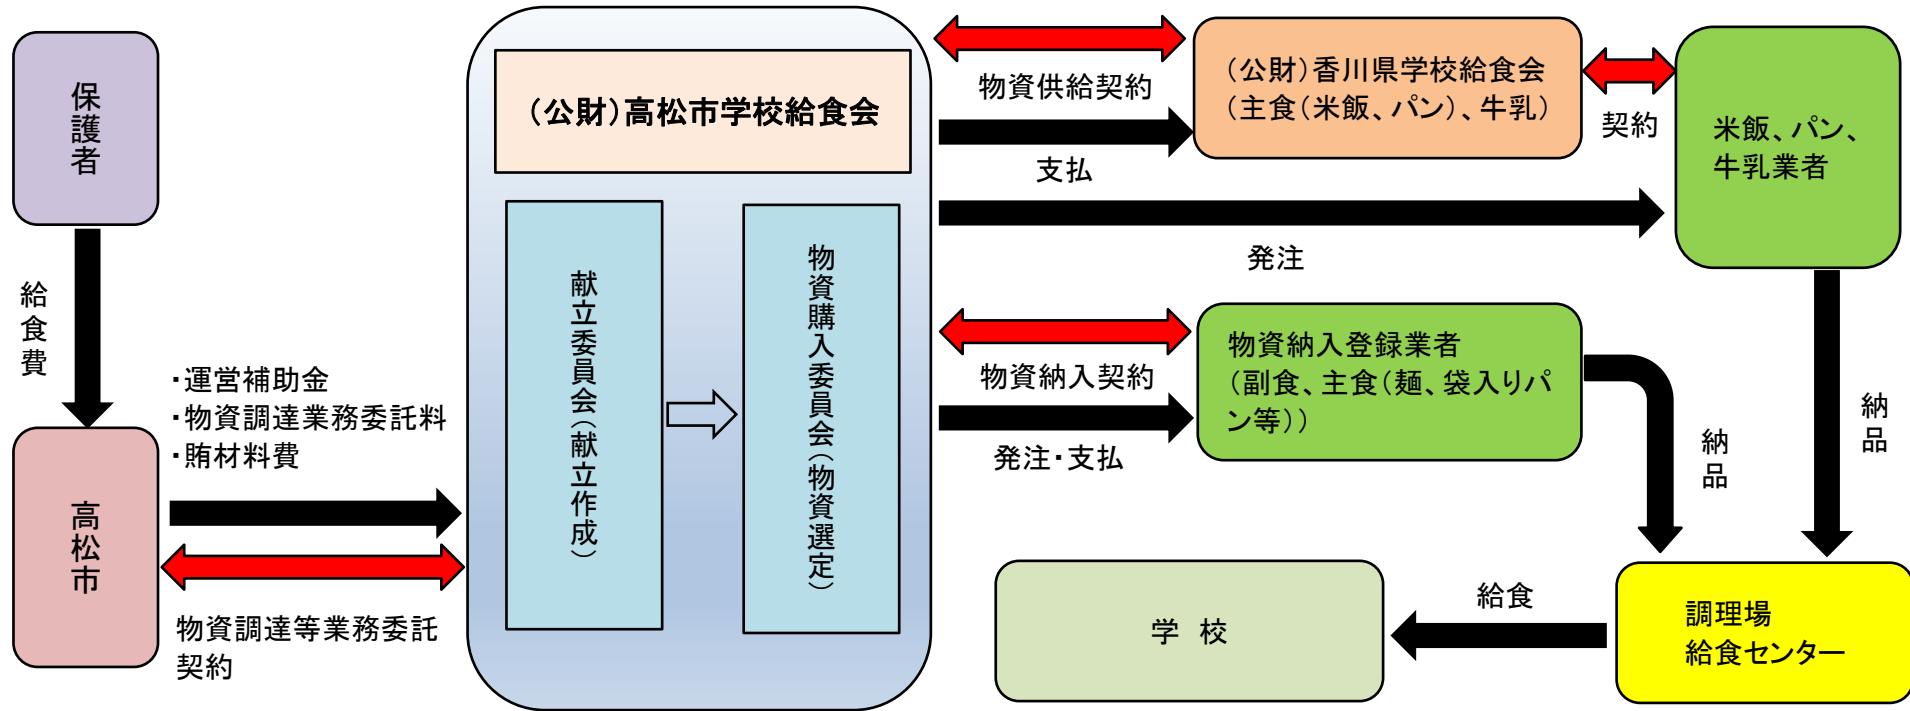 保護者
給食費
・運営補助金
・物資調達業務委託料
・賄材料費
高松市
物資調達等業務委託
契約
（公財）高松市学校給食会
献立委員会（献立作成）
物資購入委員会（物資選定）
物資供給契約
支払
発注
（公財）香川県学校給食会
（主食（米飯、パン）、牛乳）
契約
米飯、パン、
牛乳業者
物資納入契約
発注・支払
物資納入登録業者
（副食、主食（麺、袋入りパ
ン等））
納品
納品
調理場
給食センター
給食
学 校